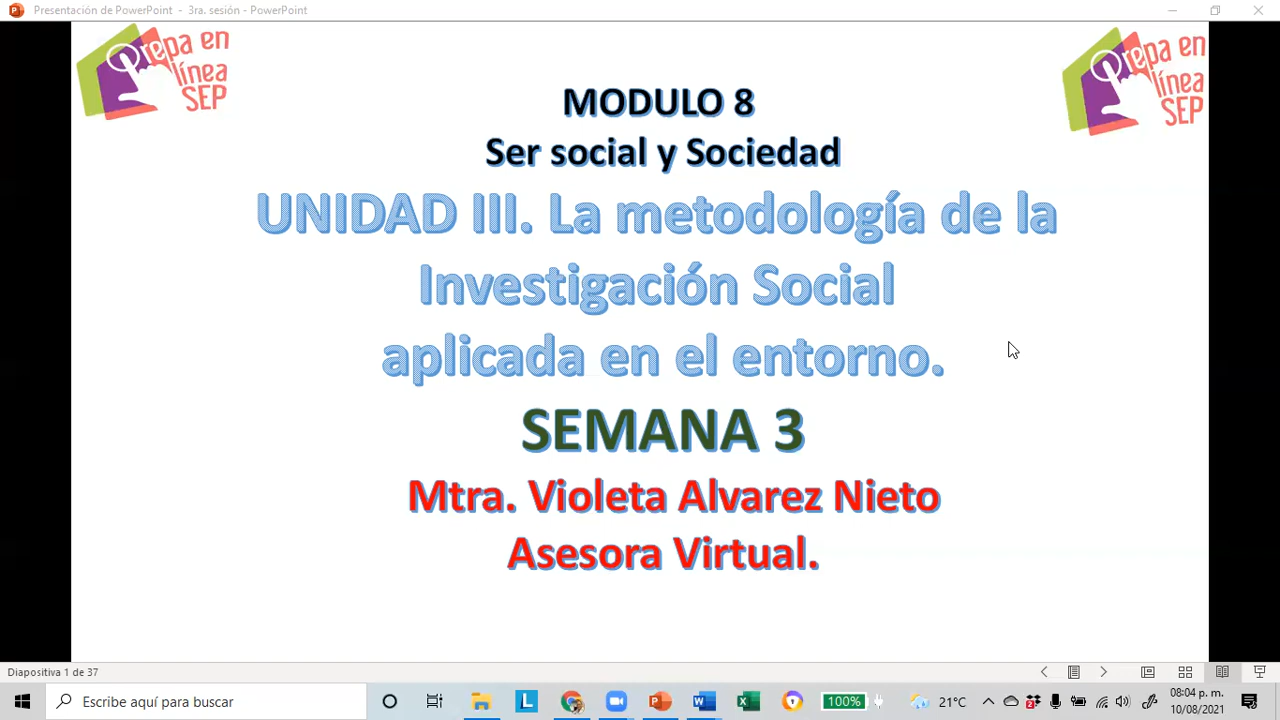 Presentación de PowerPoint - 3ra. sesión - PowerPoint
Prepa en línea SEP
Prepa en línea SEP
MODULO 8
Ser social y Sociedad
UNIDAD III. La metodología de la
Investigación Social
aplicada en el entorno.
SEMANA 3
Mtra. Violeta Alvarez Nieto
Asesora Virtual.
Diapositiva 1 de 37
Escribe aquí para buscar
100%
21°C
08:04 p. m.
10/08/2021